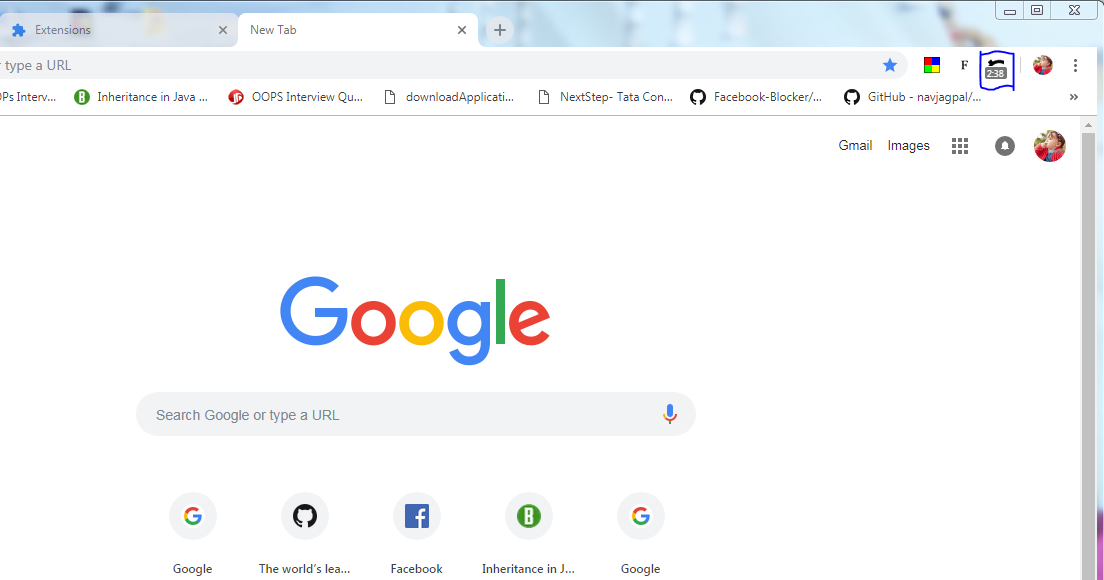 Extensions New Tab
type a URL F 2:38
OPs Interv... Inheritance in Java ... OOPS Interview Qu... downloadApplicati... NextStep- Tata Con... Facebook-Blocker/... GitHub - navjagpal/... »
Gmail Images
Google
Search Google or type a URL
Google The world's lea... Facebook Inheritance in J... Google